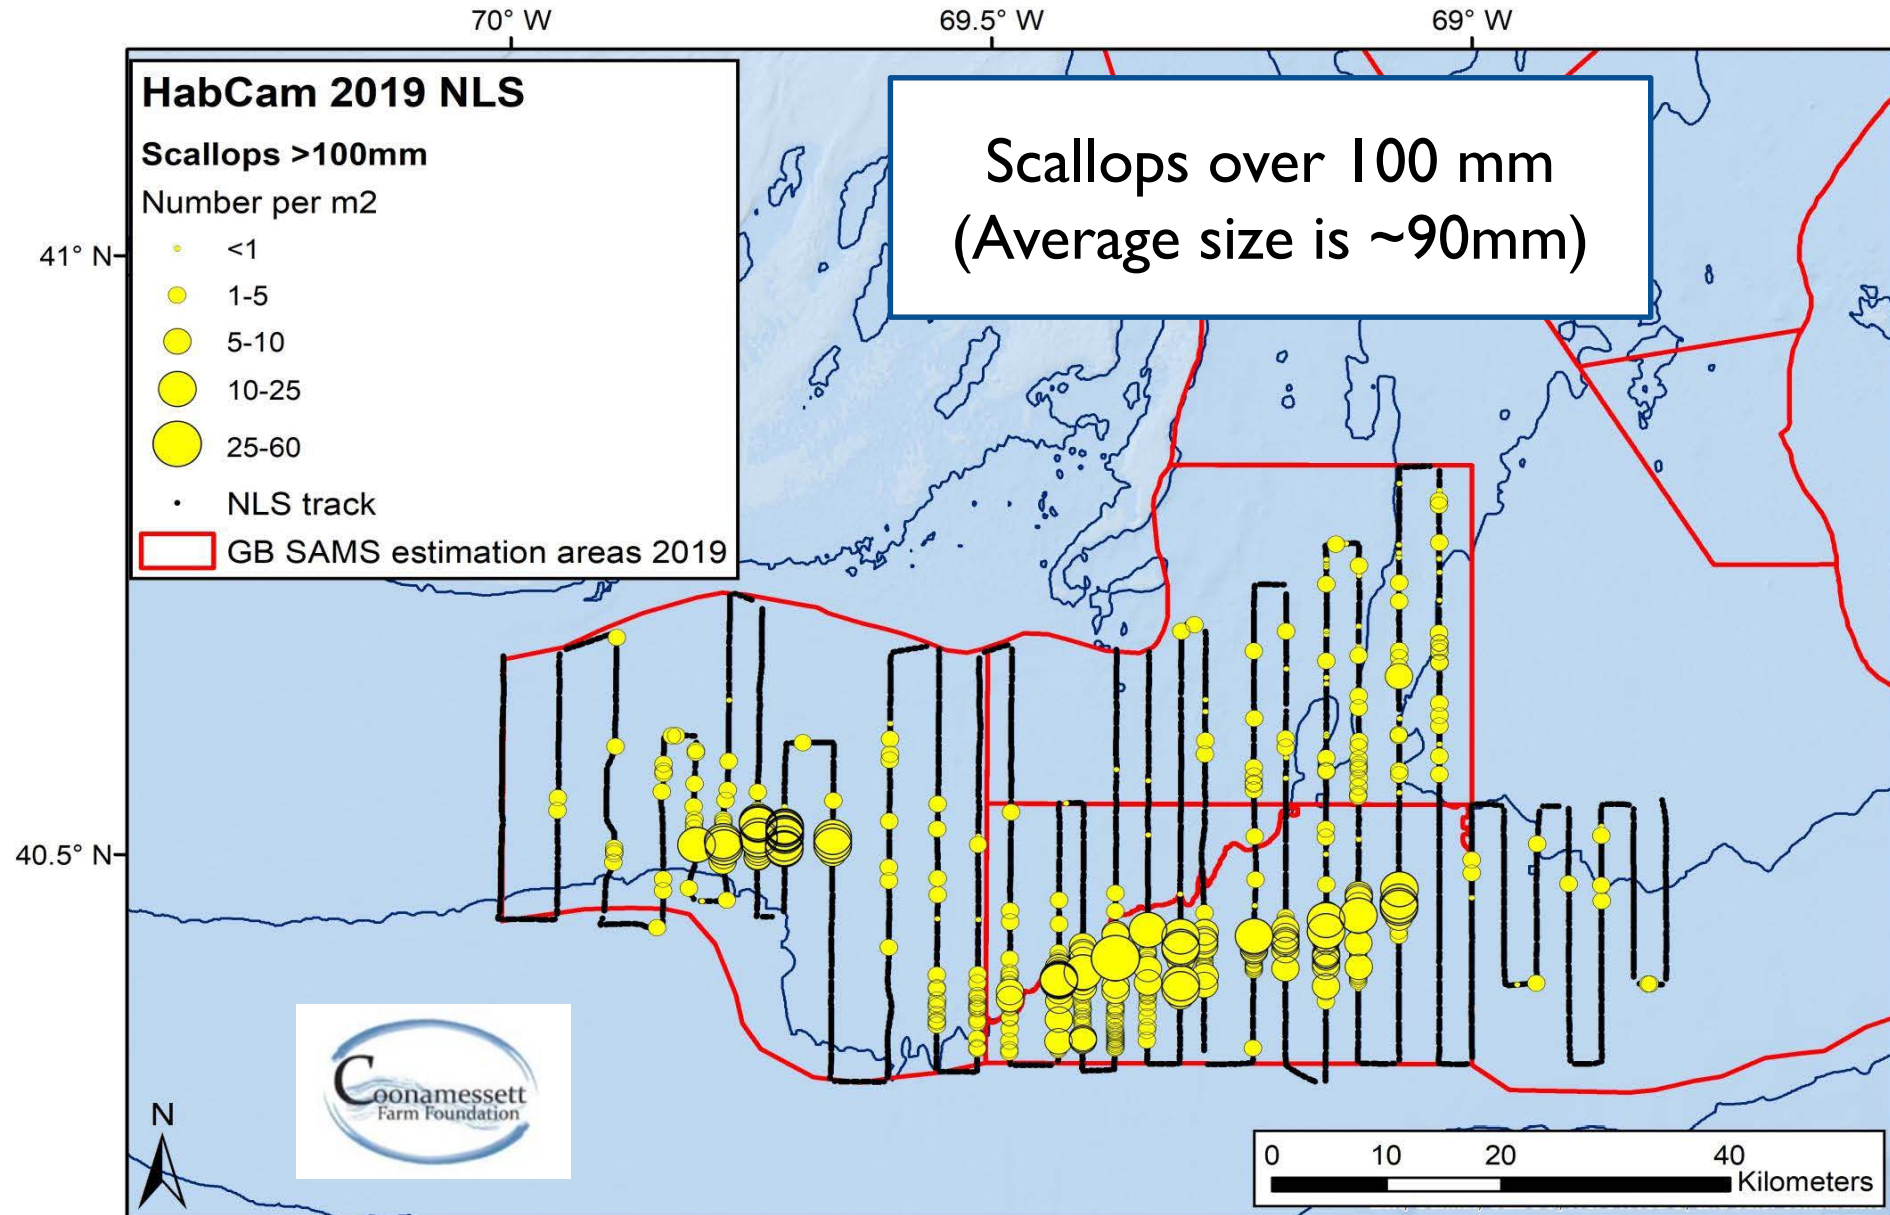 70° W
69.5° W
69° W
HabCam 2019 NLS
Scallops >100mm
Number per m2
<1
1-5
5-10
10-25
25-60
NLS track
GB SAMS estimation areas 2019
Scallops over 100 mm
(Average size is ~90mm)
41° N
40.5° N
Coonamessett
Farm Foundation
N
0 10 20 40
Kilometers